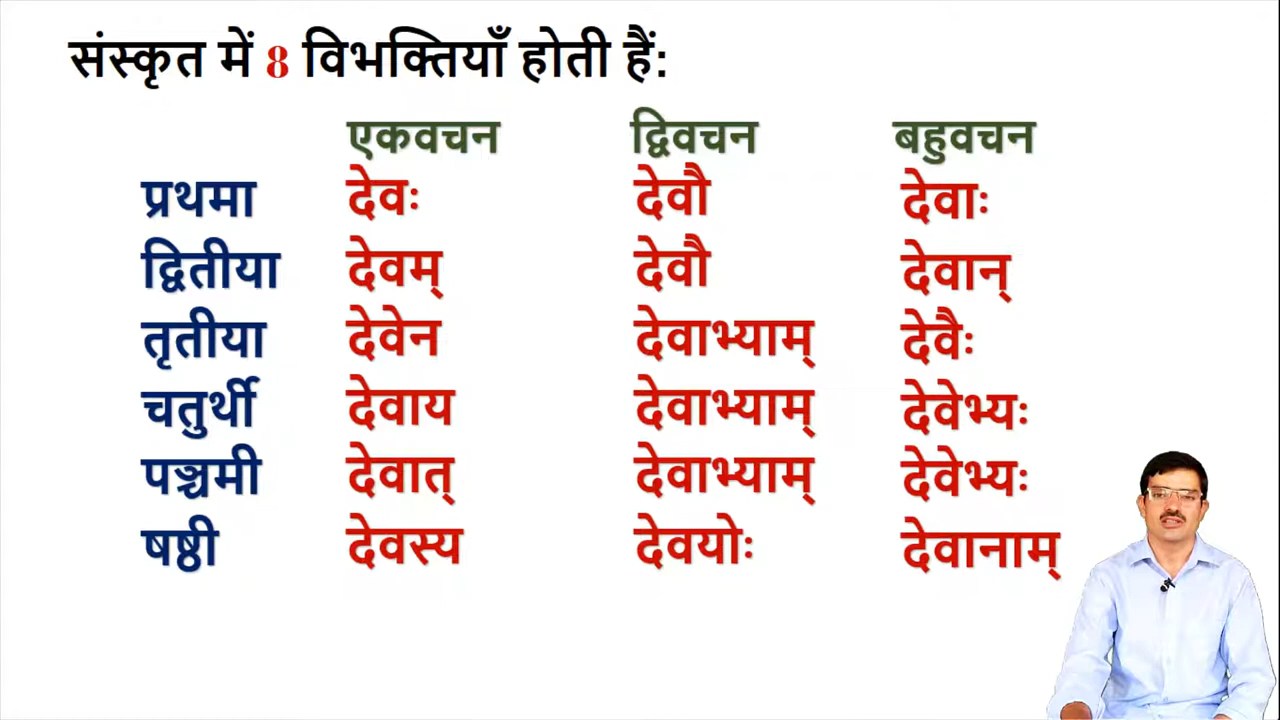 संस्कृत में 8 विभक्तियाँ होती हैं:
एकवचन द्विवचन बहुवचन
प्रथमा देवः देवौ देवाः
द्वितीया देवम् देवौ देवान्
तृतीया देवेन देवाभ्याम् देवैः
चतुर्थी देवाय देवाभ्याम् देवेभ्यः
पञ्चमी देवात् देवाभ्याम् देवेभ्यः
षष्ठी देवस्य देवयोः देवानाम्